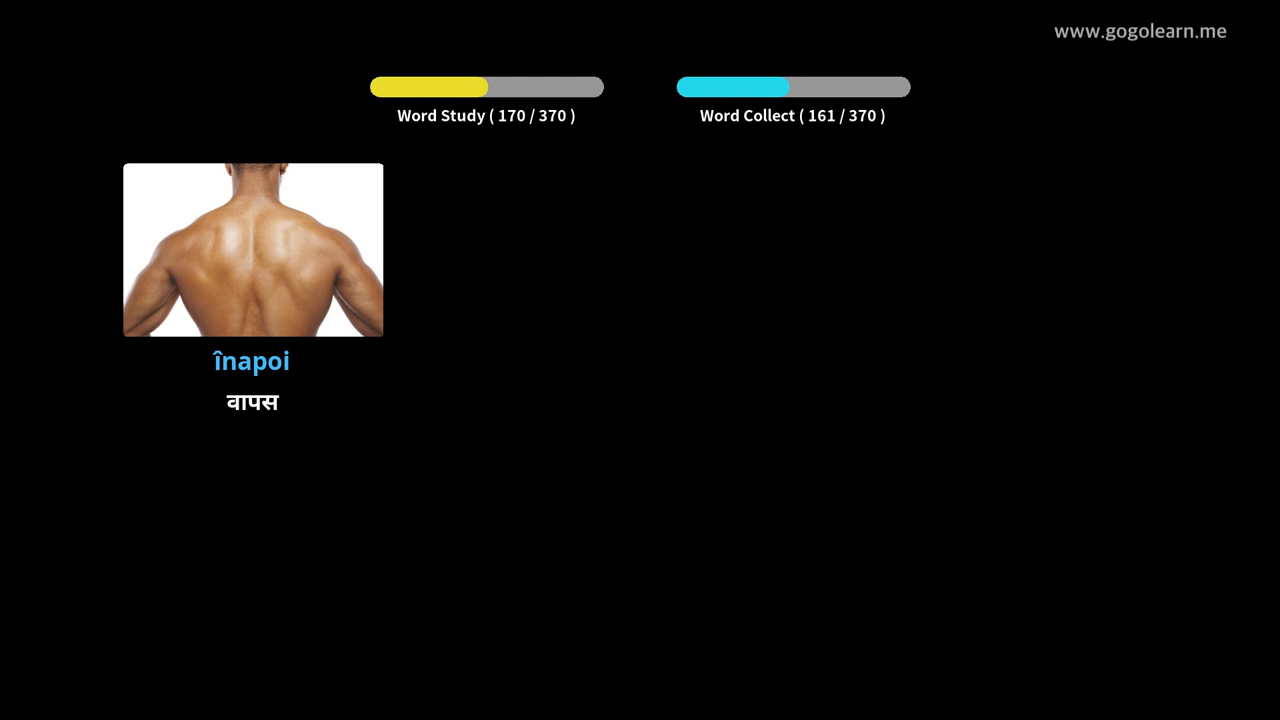 www.gogolearn.me
Word Study ( 170 / 370 )
Word Collect ( 161 / 370 )
înapoi
वापस